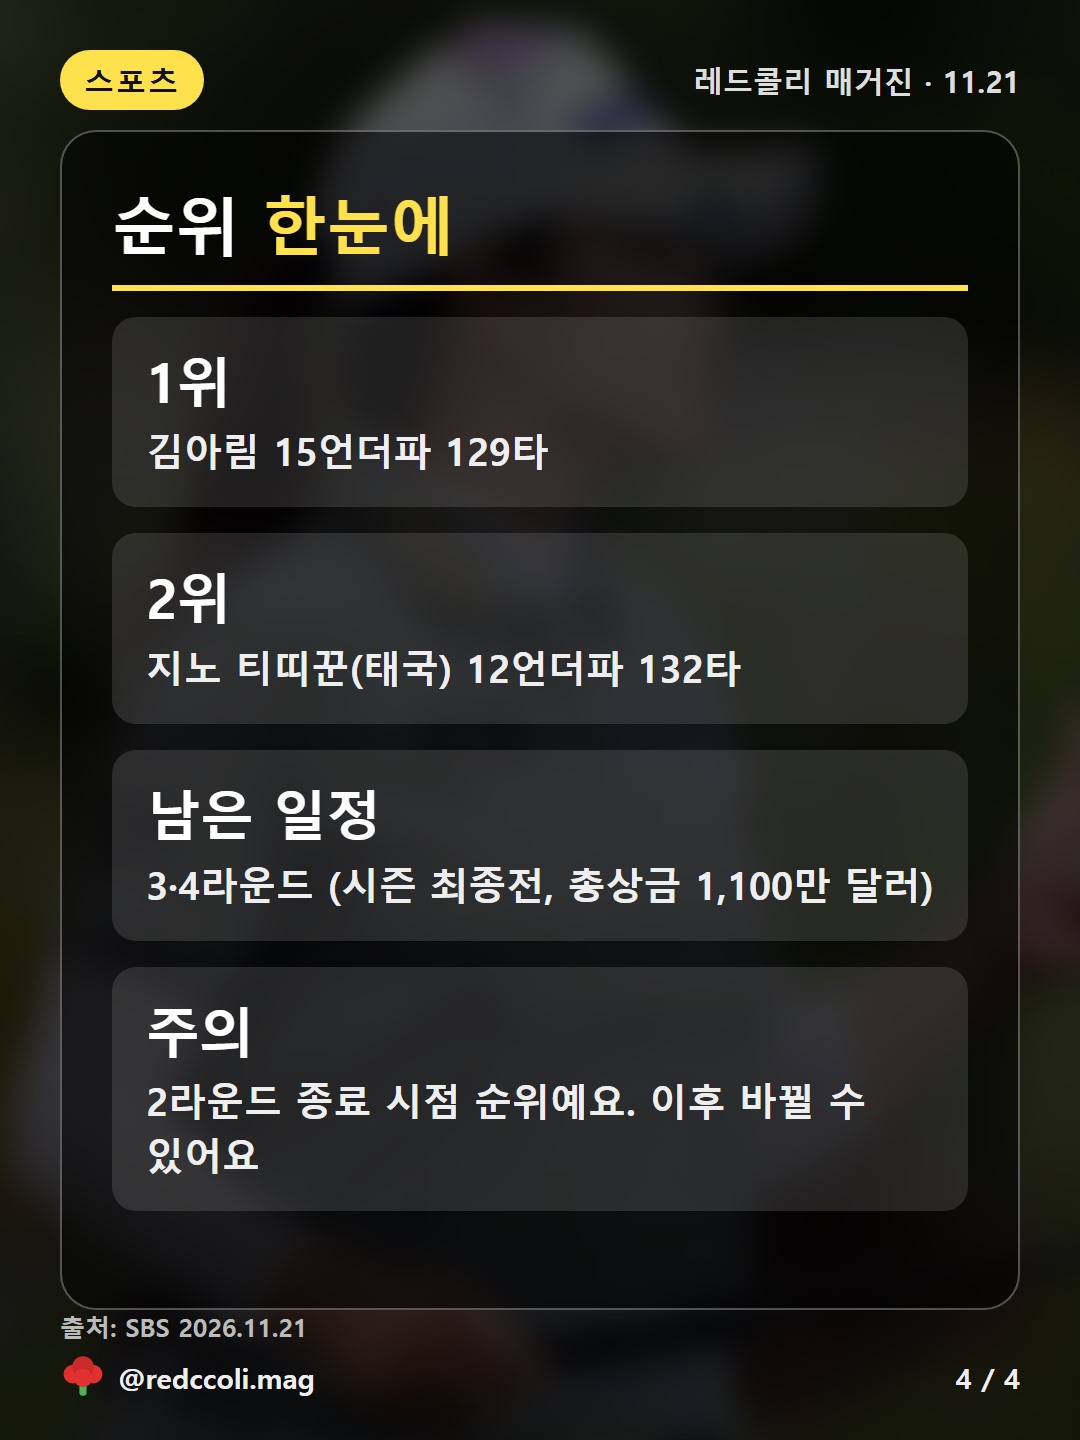 스포츠
레드콜리 매거진 · 11.21
순위 한눈에
1위
김아림 15언더파 129타
2위
지노 티띠꾼(태국) 12언더파 132타
남은 일정
3·4라운드 (시즌 최종전, 총상금 1,100만 달러)
주의
2라운드 종료 시점 순위예요. 이후 바뀔 수
있어요
출처: SBS 2026.11.21
@redccoli.mag
4 / 4